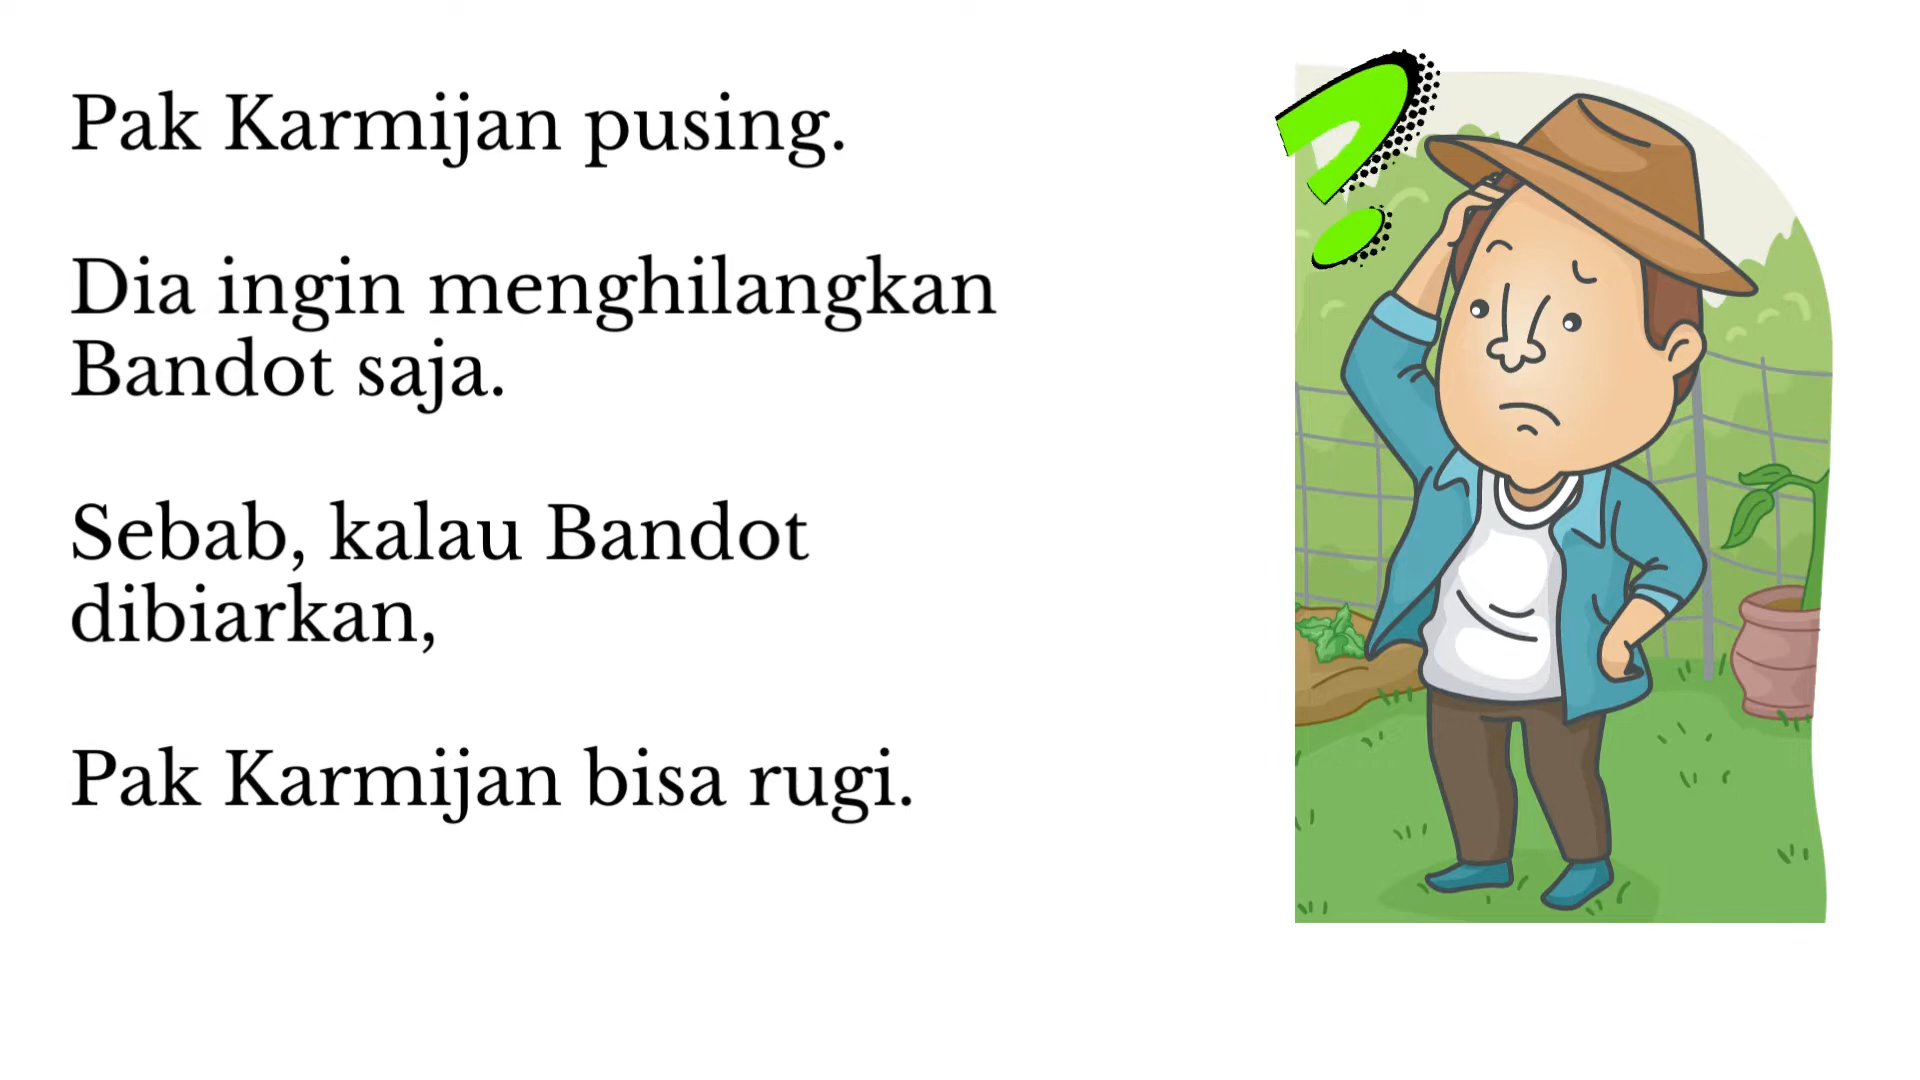 Pak Karmijan pusing.
Dia ingin menghilangkan
Bandot saja.
Sebab, kalau Bandot
dibiarkan,
Pak Karmijan bisa rugi.
?